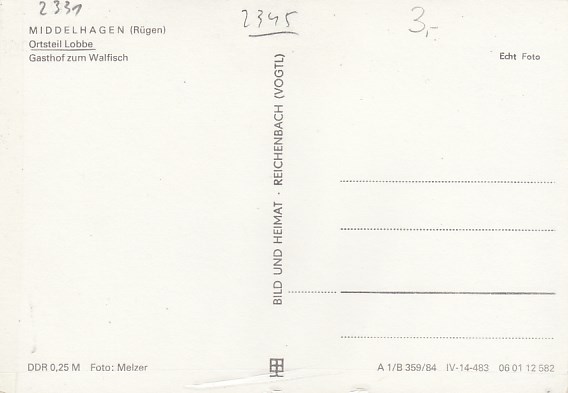 2331
2345
3,-
MIDDELHAGEN (Rügen)
Ortsteil Lobbe
Gasthof zum Walfisch
Echt Foto
BILD UND HEIMAT · REICHENBACH (VOGTL)
DDR 0,25 M Foto: Melzer
A 1/B 359/84 IV-14-483 06 01 12 582